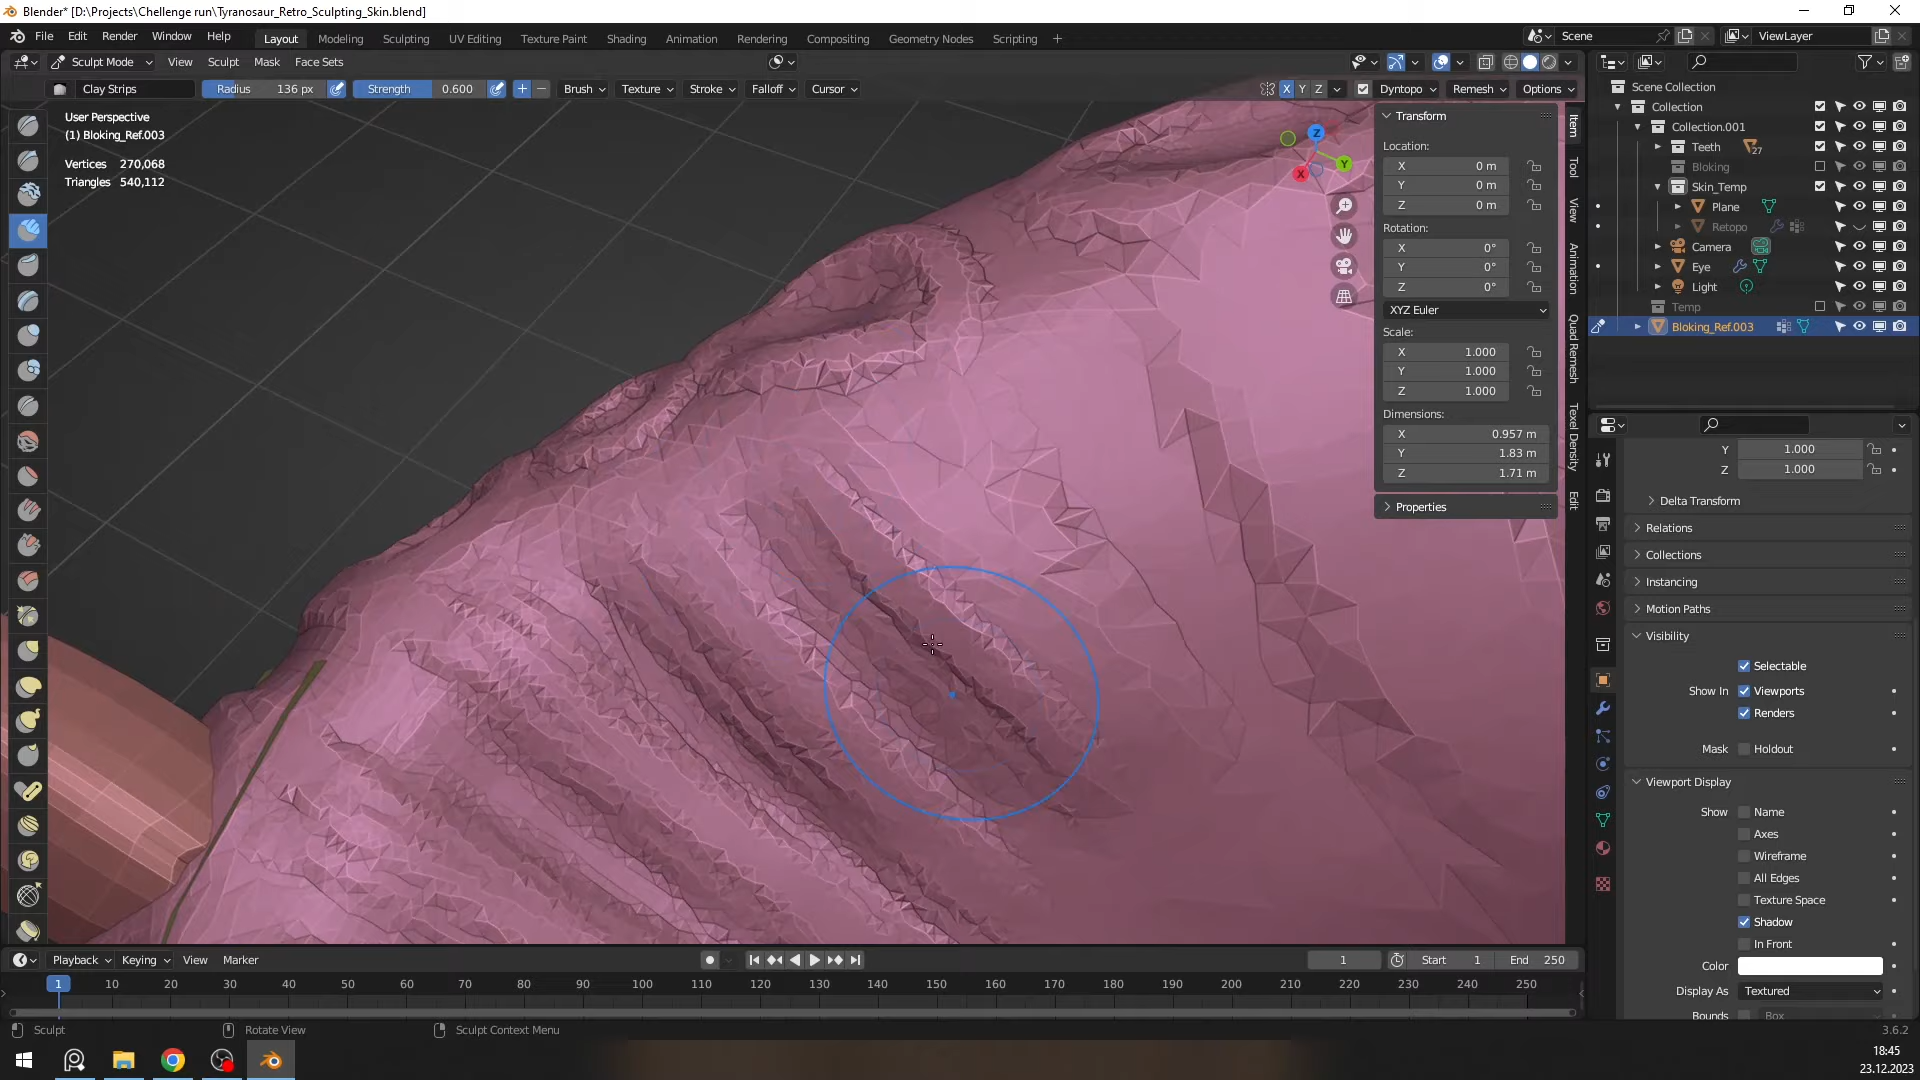 Blender* [D:\Projects\Chellenge run\Tyranosaur_Retro_Sculpting_Skin.blend]
File Edit Render Window Help Layout Modeling Sculpting UV Editing Texture Paint Shading Animation Rendering Compositing Geometry Nodes Scripting + Scene ViewLayer
Sculpt Mode View Sculpt Mask Face Sets
Clay Strips Radius 136 px Strength 0.600 Brush Texture Stroke Falloff Cursor X Y Z Dyntopo Remesh Options
User Perspective
(1) Bloking_Ref.003
Vertices 270,068
Triangles 540,112
Z
Y
X
Transform
Location:
X 0 m
Y 0 m
Z 0 m
Rotation:
X 0°
Y 0°
Z 0°
XYZ Euler
Scale:
X 1.000
Y 1.000
Z 1.000
Dimensions:
X 0.957 m
Y 1.83 m
Z 1.71 m
Properties
Item
Tool
View
Animation
Quad Remesh
Texel Density
Edit
Scene Collection
Collection
Collection.001
Teeth 27
Bloking
Skin_Temp
Plane
Retopo
Camera
Eye
Light
Temp
Bloking_Ref.003
Y 1.000
Z 1.000
Delta Transform
Relations
Collections
Instancing
Motion Paths
Visibility
Selectable
Show In Viewports
Renders
Mask Holdout
Viewport Display
Show Name
Axes
Wireframe
All Edges
Texture Space
Shadow
In Front
Color
Display As Textured
Bounds Box
Playback Keying View Marker 1 Start 1 End 250
1 10 20 30 40 50 60 70 80 90 100 110 120 130 140 150 160 170 180 190 200 210 220 230 240 250
Sculpt Rotate View Sculpt Context Menu 3.6.2
18:45
23.12.2023